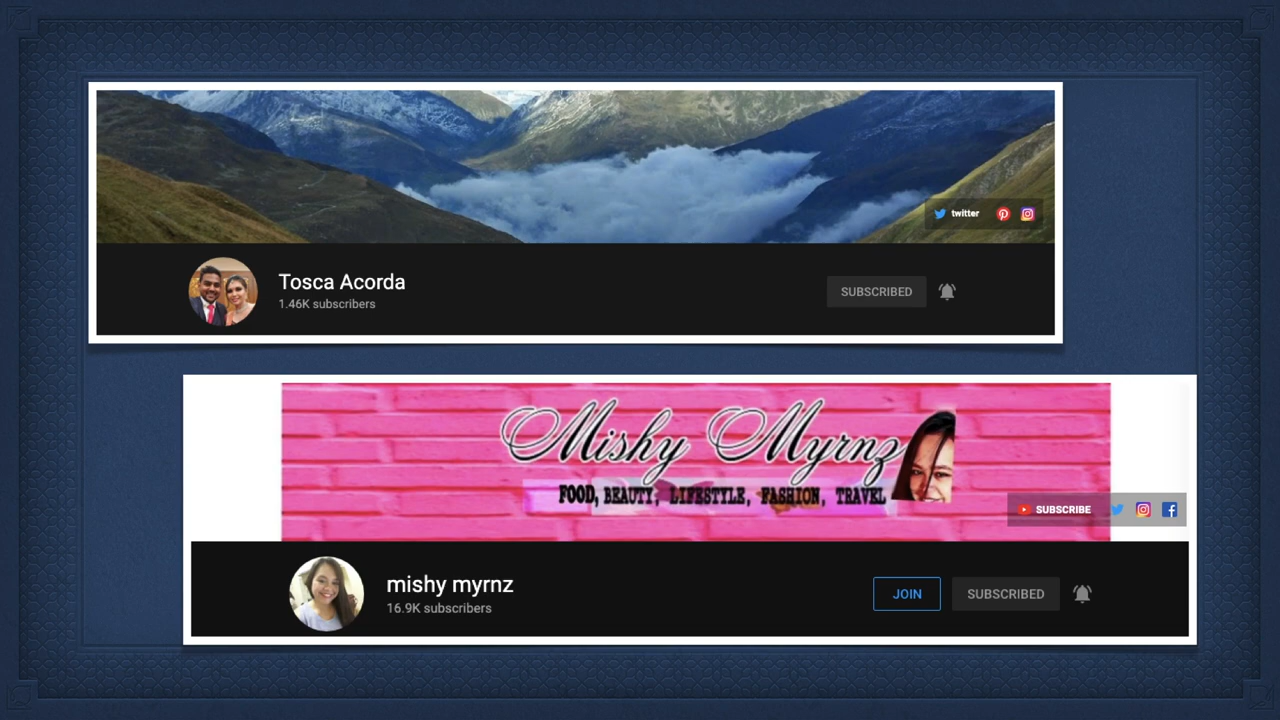 twitter
Tosca Acorda
1.46K subscribers
SUBSCRIBED
Mishy Myrnz
FOOD, BEAUTY, LIFESTYLE, FASHION, TRAVEL
SUBSCRIBE
mishy myrnz
16.9K subscribers
JOIN
SUBSCRIBED